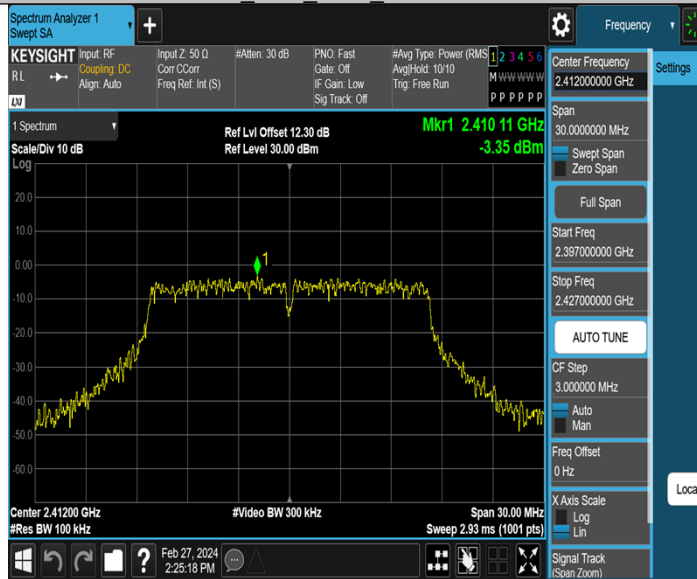 Spectrum Analyzer 1
Swept SA
+
Frequency
KEYSIGHT
RL
LXI
Input: RF
Coupling: DC
Align: Auto
Input Z: 50 Ω
Corr CCorr
Freq Ref: Int (S)
#Atten: 30 dB
PNO: Fast
Gate: Off
IF Gain: Low
Sig Track: Off
#Avg Type: Power (RMS
Avg|Hold: 10/10
Trig: Free Run
1 2 3 4 5 6
M W W W W W
P P P P P P
Center Frequency
2.412000000 GHz
Settings
1 Spectrum
Scale/Div 10 dB
Ref Lvl Offset 12.30 dB
Ref Level 30.00 dBm
Mkr1 2.410 11 GHz
-3.35 dBm
Span
30.0000000 MHz
Swept Span
Zero Span
Full Span
Start Freq
2.397000000 GHz
Stop Freq
2.427000000 GHz
AUTO TUNE
CF Step
3.000000 MHz
Auto
Man
Freq Offset
0 Hz
X Axis Scale
Log
Lin
Signal Track
(Span Zoom)
Loca
Log
20.0
10.0
0.00
-10.0
-20.0
-30.0
-40.0
-50.0
-60.0
1
Center 2.41200 GHz
#Res BW 100 kHz
#Video BW 300 kHz
Span 30.00 MHz
Sweep 2.93 ms (1001 pts)
?
Feb 27, 2024
2:25:18 PM